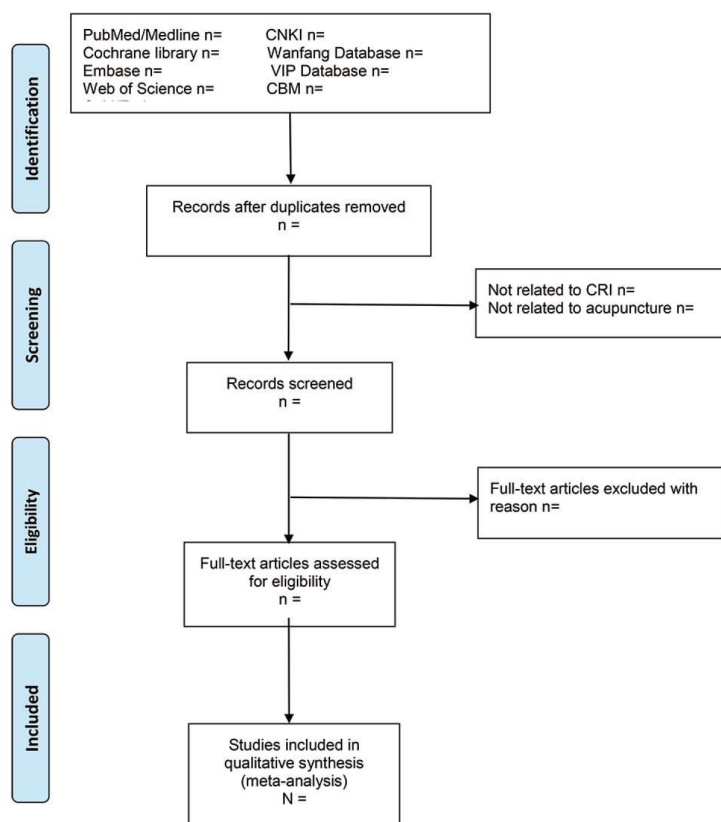 PubMed/Medline n= CNKI n=
Cochrane library n= Wanfang Database n=
Embase n= VIP Database n=
Web of Science n= CBM n=
Identification
Records after duplicates removed
n =
Screening
Not related to CRI n=
Not related to acupuncture n=
Records screened
n =
Eligibility
Full-text articles excluded with
reason n=
Full-text articles assessed
for eligibility
n =
Included
Studies included in
qualitative synthesis
(meta-analysis)
N =